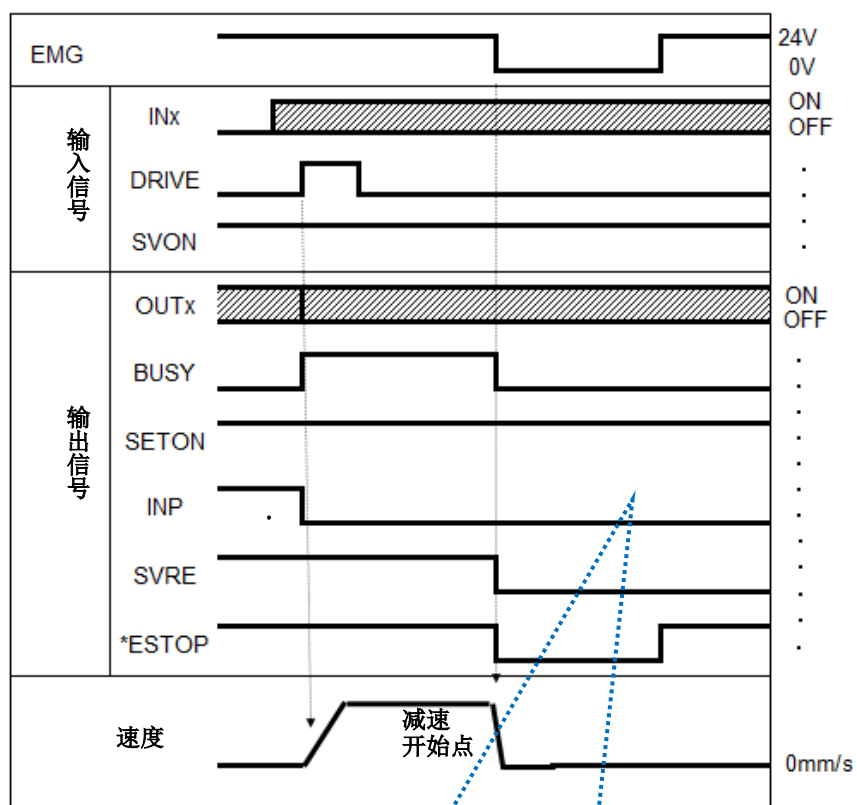 EMG
24V
0V
输入信号
INx
ON
OFF
DRIVE
SVON
输出信号
OUTx
ON
OFF
BUSY
SETON
INP
SVRE
*ESTOP
速度
减速
开始点
0mm/s